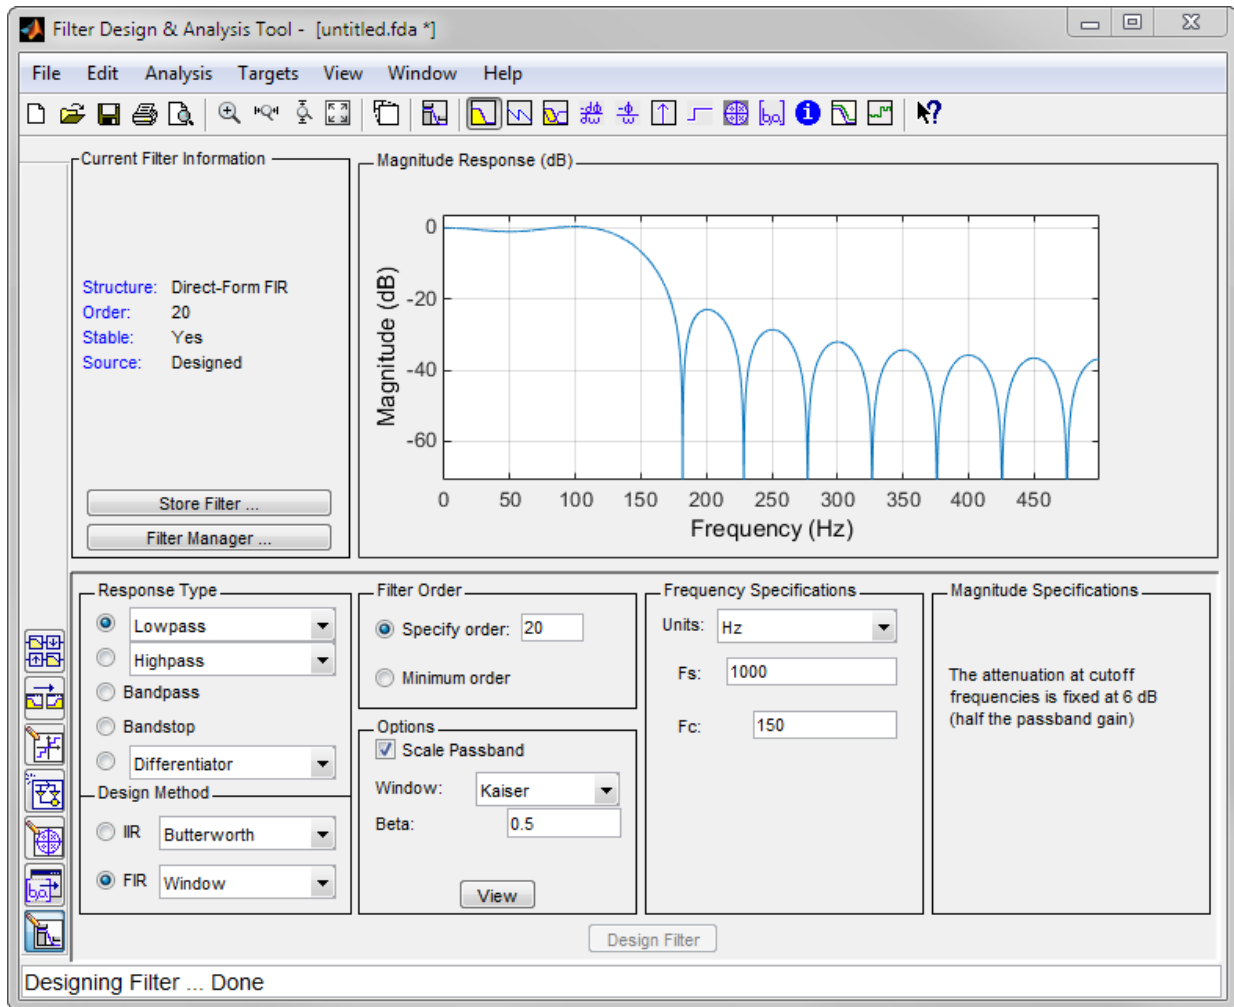 Filter Design & Analysis Tool - [untitled.fda *]
File Edit Analysis Targets View Window Help
Current Filter Information
Structure: Direct-Form FIR
Order: 20
Stable: Yes
Source: Designed
Store Filter ...
Filter Manager ...
Magnitude Response (dB)
Magnitude (dB)
0
-20
-40
-60
0 50 100 150 200 250 300 350 400 450
Frequency (Hz)
Response Type
Lowpass
Highpass
Bandpass
Bandstop
Differentiator
Design Method
IIR Butterworth
FIR Window
Filter Order
Specify order: 20
Minimum order
Options
Scale Passband
Window: Kaiser
Beta: 0.5
View
Frequency Specifications
Units: Hz
Fs: 1000
Fc: 150
Magnitude Specifications
The attenuation at cutoff
frequencies is fixed at 6 dB
(half the passband gain)
Design Filter
Designing Filter ... Done